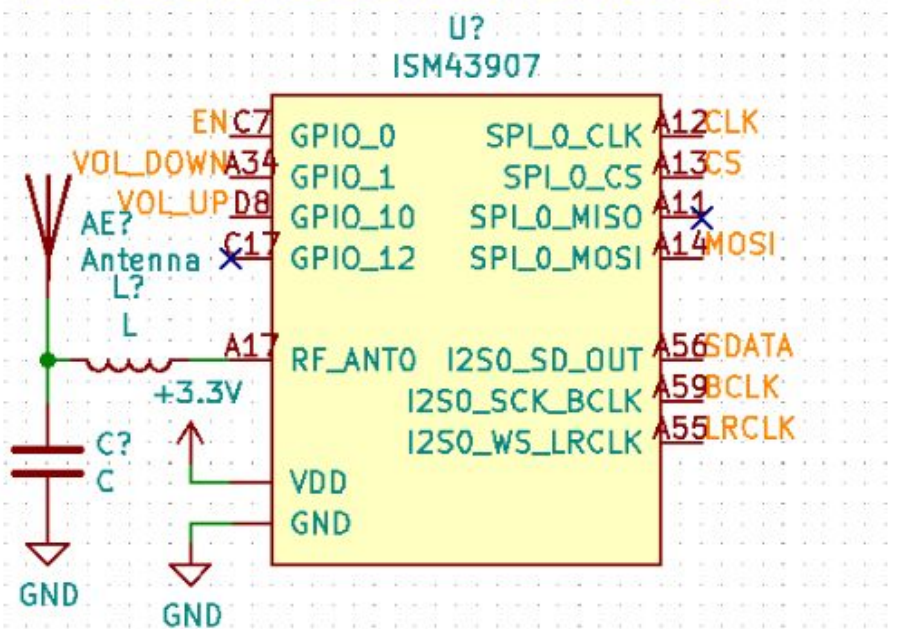 U?
ISM43907
EN C7 GPIO_0 SPI_0_CLK A12 CLK
VOL_DOWN A34 GPIO_1 SPI_0_CS A13 CS
VOL_UP D8 GPIO_10 SPI_0_MISO A11
C17 GPIO_12 SPI_0_MOSI A14 MOSI
AE?
Antenna
L?
L
A17 RF_ANT0 I2S0_SD_OUT A56 SDATA
I2S0_SCK_BCLK A59 BCLK
I2S0_WS_LRCLK A55 LRCLK
+3.3V
C?
C
VDD
GND
GND
GND